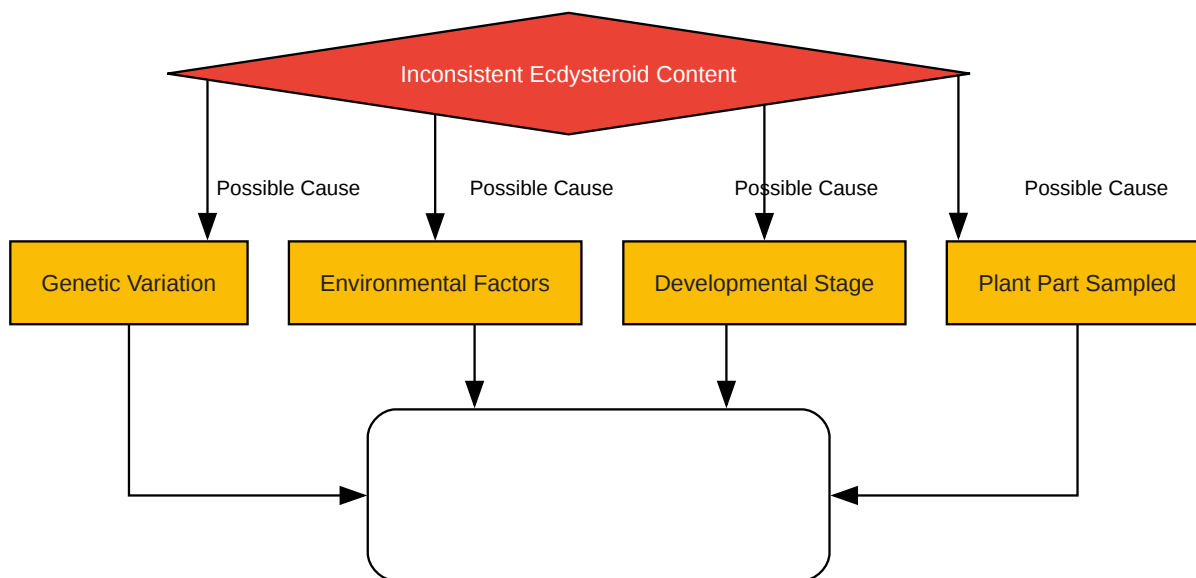 Inconsistent Ecdysteroid Content
Possible Cause
Possible Cause
Possible Cause
Possible Cause
Genetic Variation
Environmental Factors
Developmental Stage
Plant Part Sampled